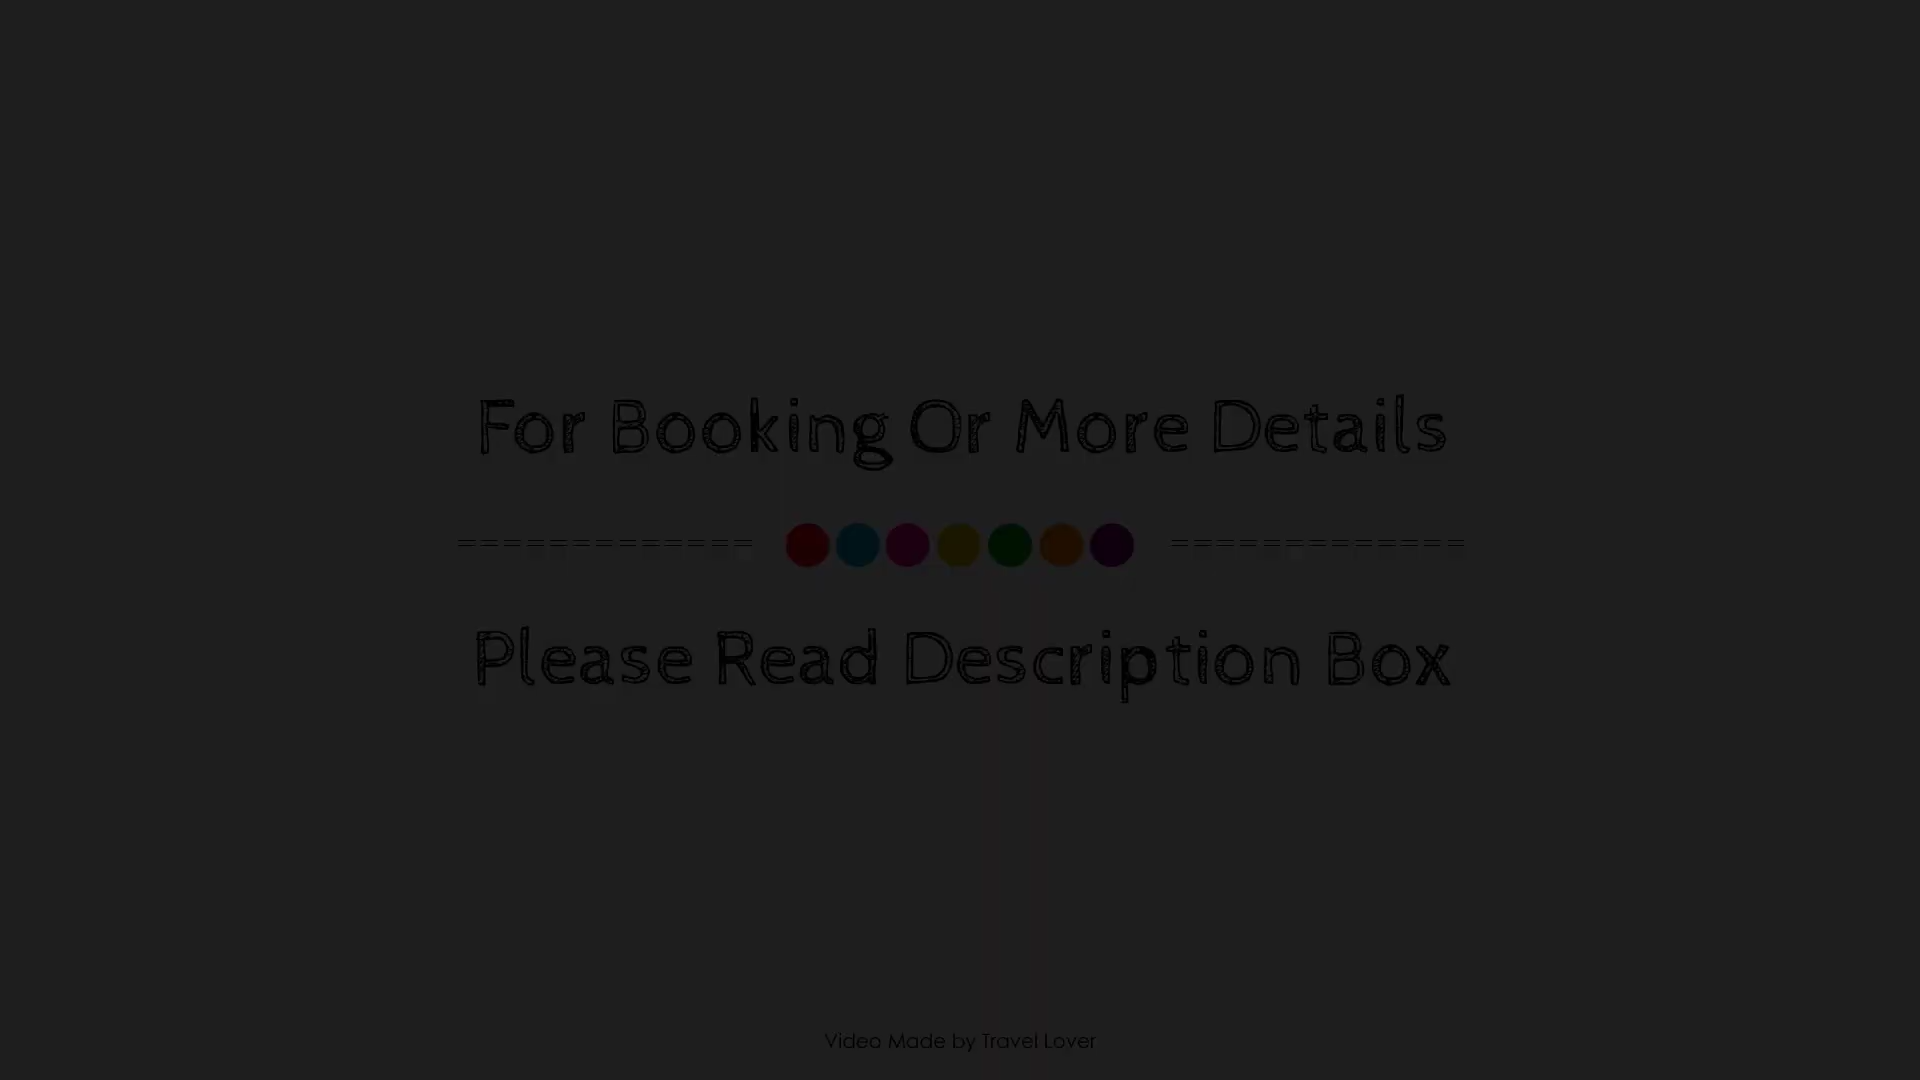 For Booking Or More Details
============= =============
Please Read Description Box
Video Made by Travel Lover